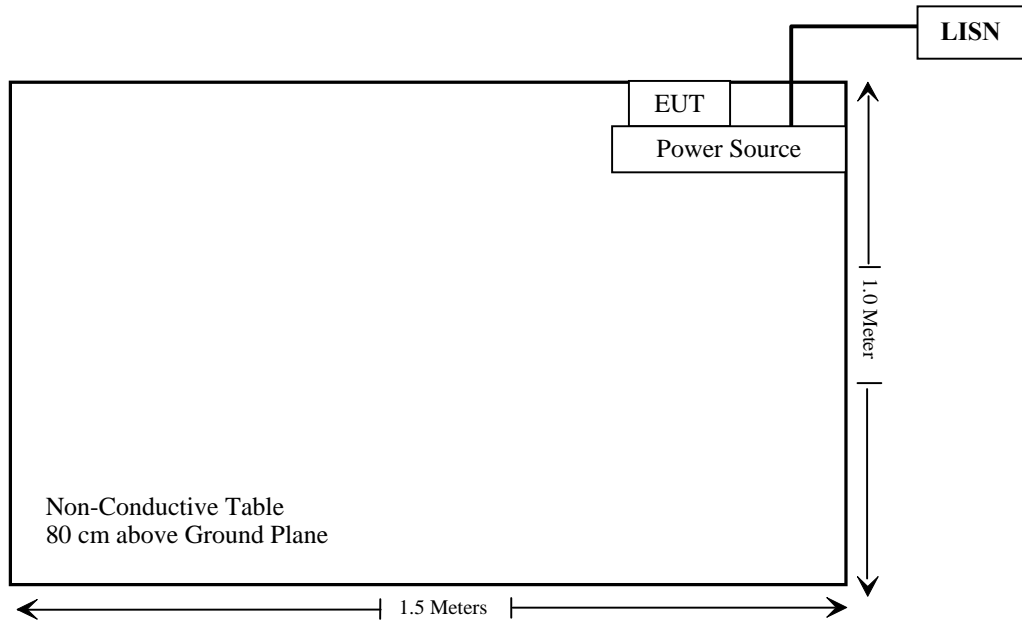 LISN
EUT
Power Source
1.0 Meter
Non-Conductive Table
80 cm above Ground Plane
1.5 Meters